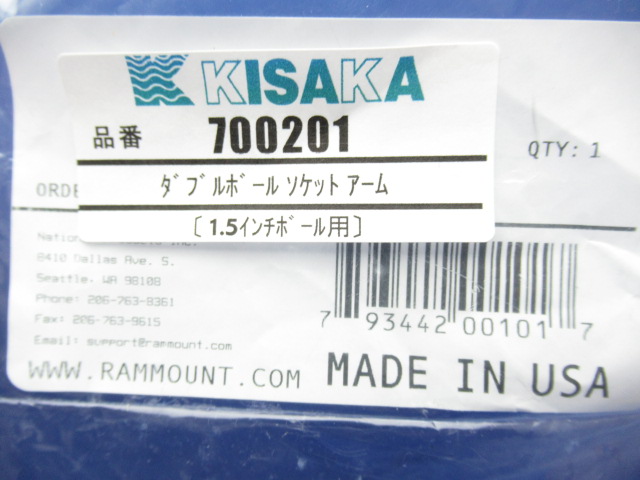 KISAKA
品番 700201
ﾀﾞﾌﾞﾙﾎﾞｰﾙ ｿｹｯﾄ ｱｰﾑ
〔 1.5ｲﾝﾁﾎﾞｰﾙ用 〕
QTY: 1
ORDE
Nation
8410 Dallas Ave. S.
Seattle, WA 98108
Phone: 206-763-8361
Fax: 206-763-9615
Email: support@rammount.com
7 93442 00101 7
WWW.RAMMOUNT.COM
MADE IN USA